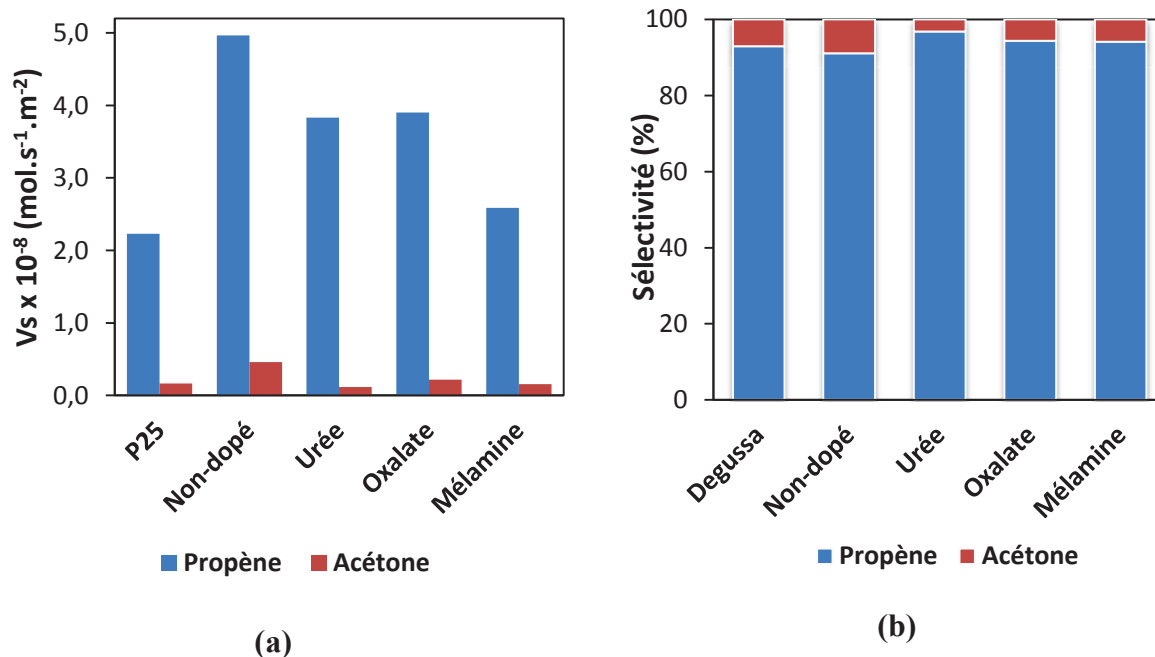 Vs x 10⁻⁸ (mol.s⁻¹.m⁻²)
5,0
4,0
3,0
2,0
1,0
0,0
P25
Non-dopé
Urée
Oxalate
Mélamine
Propène
Acétone
(a)
Sélectivité (%)
100
80
60
40
20
0
Degussa
Non-dopé
Urée
Oxalate
Mélamine
Propène
Acétone
(b)